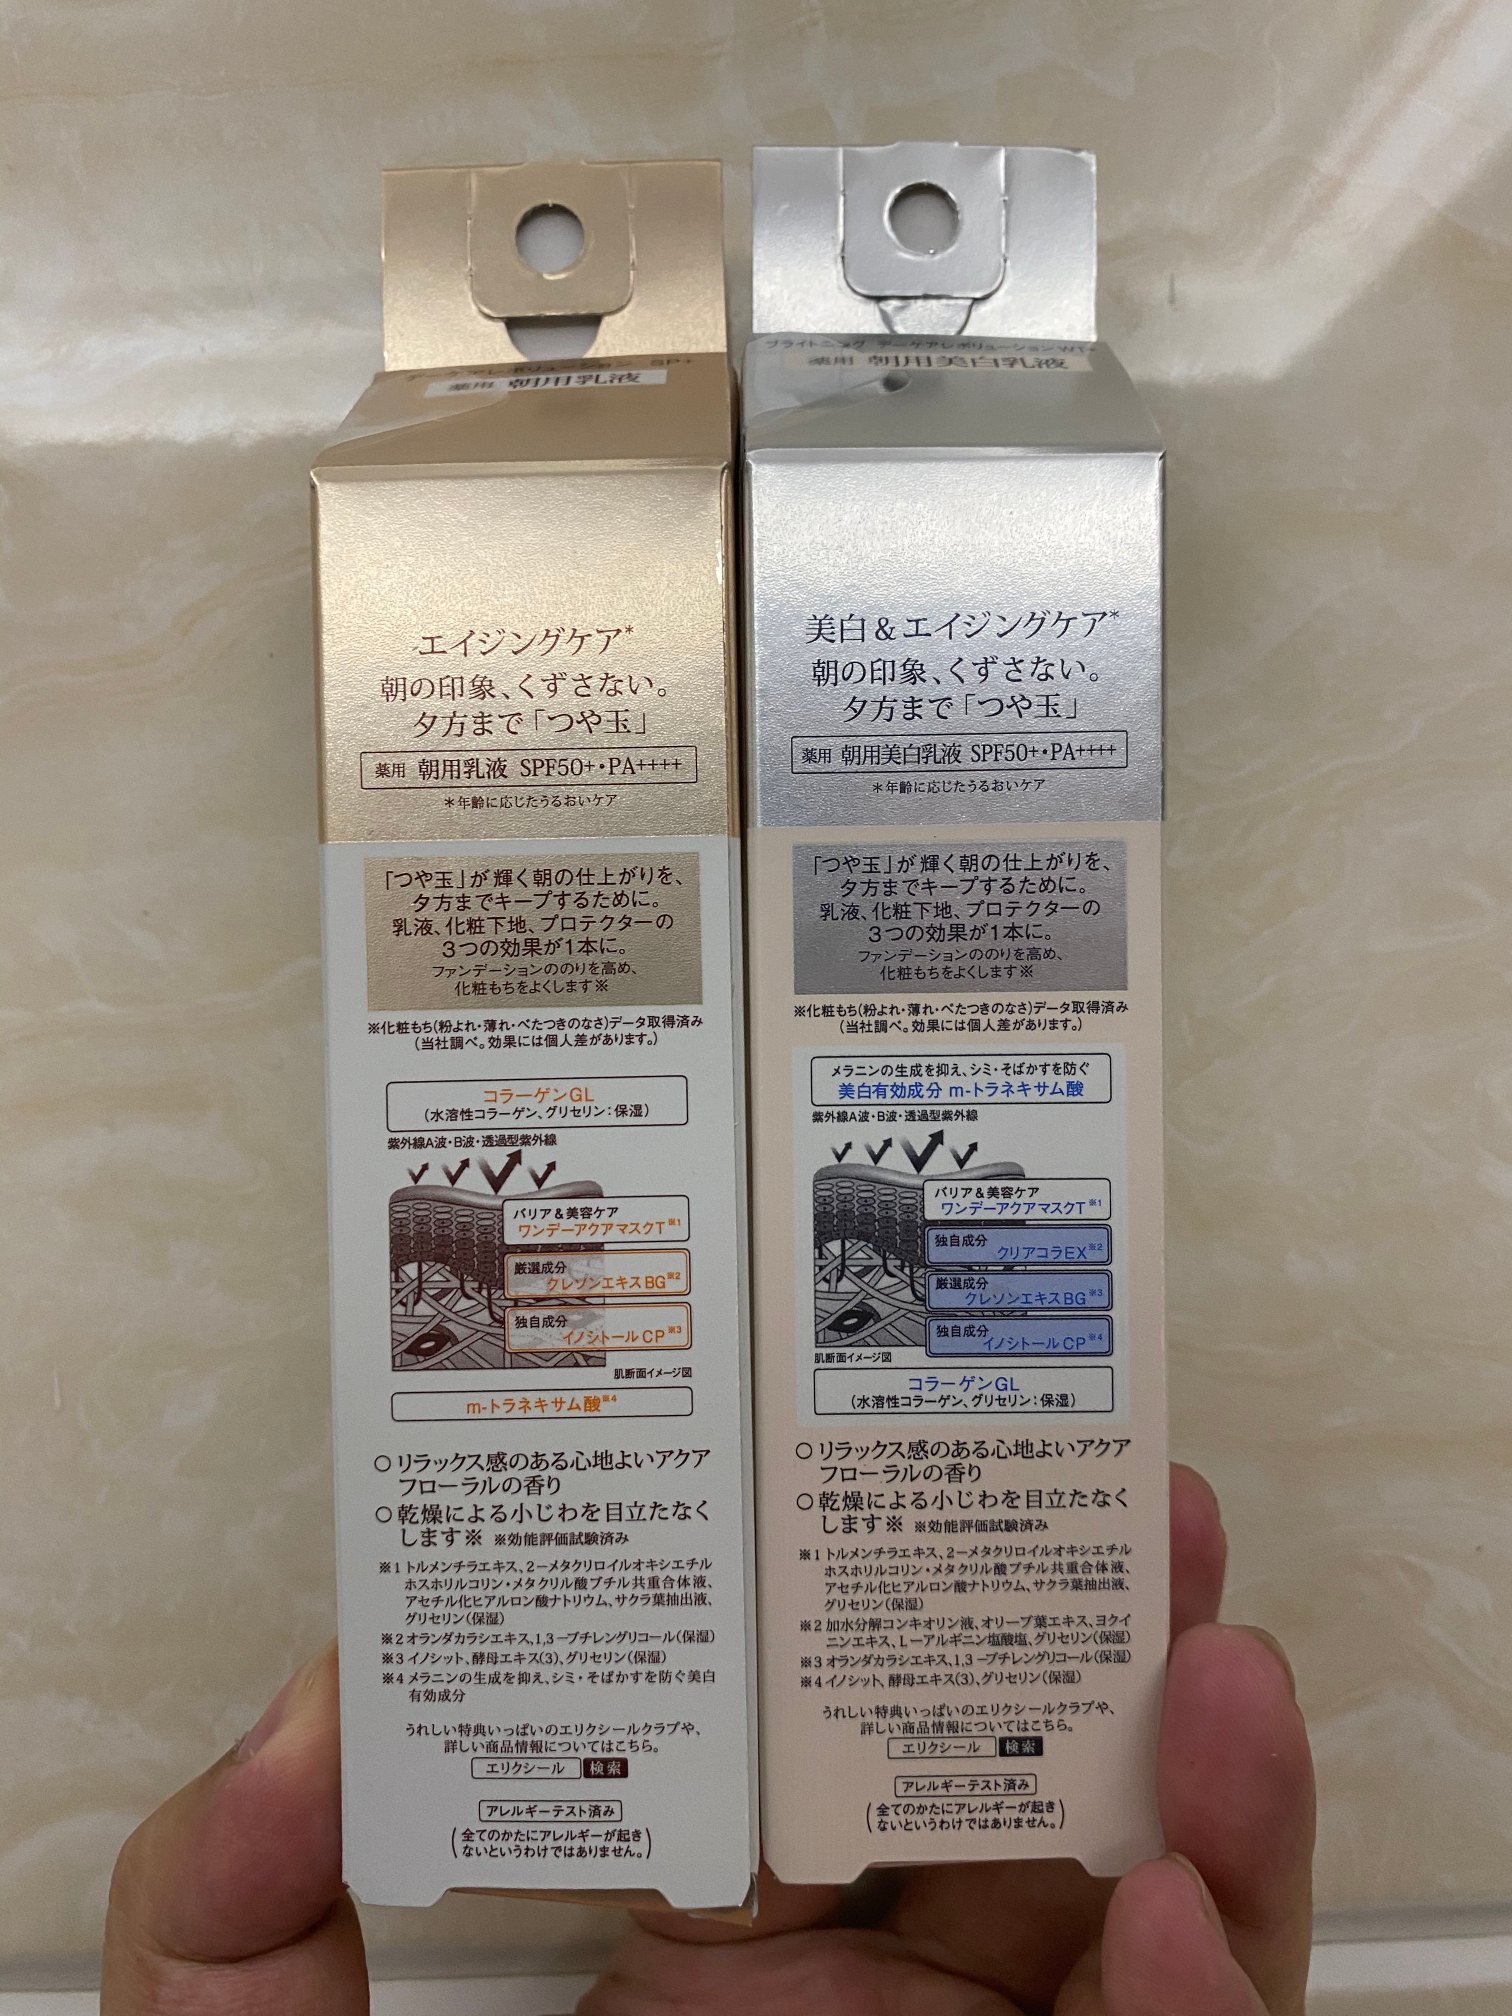 デーケアレボリューション SP+
薬用 朝用乳液
エイジングケア*
朝の印象、くずさない。
夕方まで「つや玉」
薬用 朝用乳液 SPF50+・PA++++
*年齢に応じたうるおいケア
「つや玉」が輝く朝の仕上がりを、
夕方までキープするために。
乳液、化粧下地、プロテクターの
3つの効果が1本に。
ファンデーションののりを高め、
化粧もちをよくします※
※化粧もち(粉よれ・薄れ・べたつきのなさ)データ取得済み
(当社調べ。効果には個人差があります。)
コラーゲンGL
(水溶性コラーゲン、グリセリン:保湿)
紫外線A波・B波・透過型紫外線
バリア&美容ケア
ワンデーアクアマスクT※1
厳選成分
クレソンエキスBG※2
独自成分
イノシトールCP※3
肌断面イメージ図
m-トラネキサム酸※4
○リラックス感のある心地よいアクア
フローラルの香り
○乾燥による小じわを目立たなく
します※ ※効能評価試験済み
※1 トルメンチラエキス、2-メタクリロイルオキシエチル
ホスホリルコリン・メタクリル酸ブチル共重合体液、
アセチル化ヒアルロン酸ナトリウム、サクラ葉抽出液、
グリセリン(保湿)
※2 オランダカラシエキス、1,3-ブチレングリコール(保湿)
※3 イノシット、酵母エキス(3)、グリセリン(保湿)
※4 メラニンの生成を抑え、シミ・そばかすを防ぐ美白
有効成分
うれしい特典いっぱいのエリクシールクラブや、
詳しい商品情報についてはこちら。
エリクシール 検索
アレルギーテスト済み
(全てのかたにアレルギーが起き
ないというわけではありません。)
ブライトニング デーケアレボリューション WT+
薬用 朝用美白乳液
美白&エイジングケア*
朝の印象、くずさない。
夕方まで「つや玉」
薬用 朝用美白乳液 SPF50+・PA++++
*年齢に応じたうるおいケア
「つや玉」が輝く朝の仕上がりを、
夕方までキープするために。
乳液、化粧下地、プロテクターの
3つの効果が1本に。
ファンデーションののりを高め、
化粧もちをよくします※
※化粧もち(粉よれ・薄れ・べたつきのなさ)データ取得済み
(当社調べ。効果には個人差があります。)
メラニンの生成を抑え、シミ・そばかすを防ぐ
美白有効成分 m-トラネキサム酸
紫外線A波・B波・透過型紫外線
バリア&美容ケア
ワンデーアクアマスクT※1
独自成分
クリアコラEX※2
厳選成分
クレソンエキスBG※3
独自成分
イノシトールCP※4
肌断面イメージ図
コラーゲンGL
(水溶性コラーゲン、グリセリン:保湿)
○リラックス感のある心地よいアクア
フローラルの香り
○乾燥による小じわを目立たなく
します※ ※効能評価試験済み
※1 トルメンチラエキス、2-メタクリロイルオキシエチル
ホスホリルコリン・メタクリル酸ブチル共重合体液、
アセチル化ヒアルロン酸ナトリウム、サクラ葉抽出液、
グリセリン(保湿)
※2 加水分解コンキオリン液、オリーブ葉エキス、ヨクイ
ニンエキス、L-アルギニン塩酸塩、グリセリン(保湿)
※3 オランダカラシエキス、1,3-ブチレングリコール(保湿)
※4 イノシット、酵母エキス(3)、グリセリン(保湿)
うれしい特典いっぱいのエリクシールクラブや、
詳しい商品情報についてはこちら。
エリクシール 検索
アレルギーテスト済み
(全てのかたにアレルギーが起き
ないというわけではありません。)